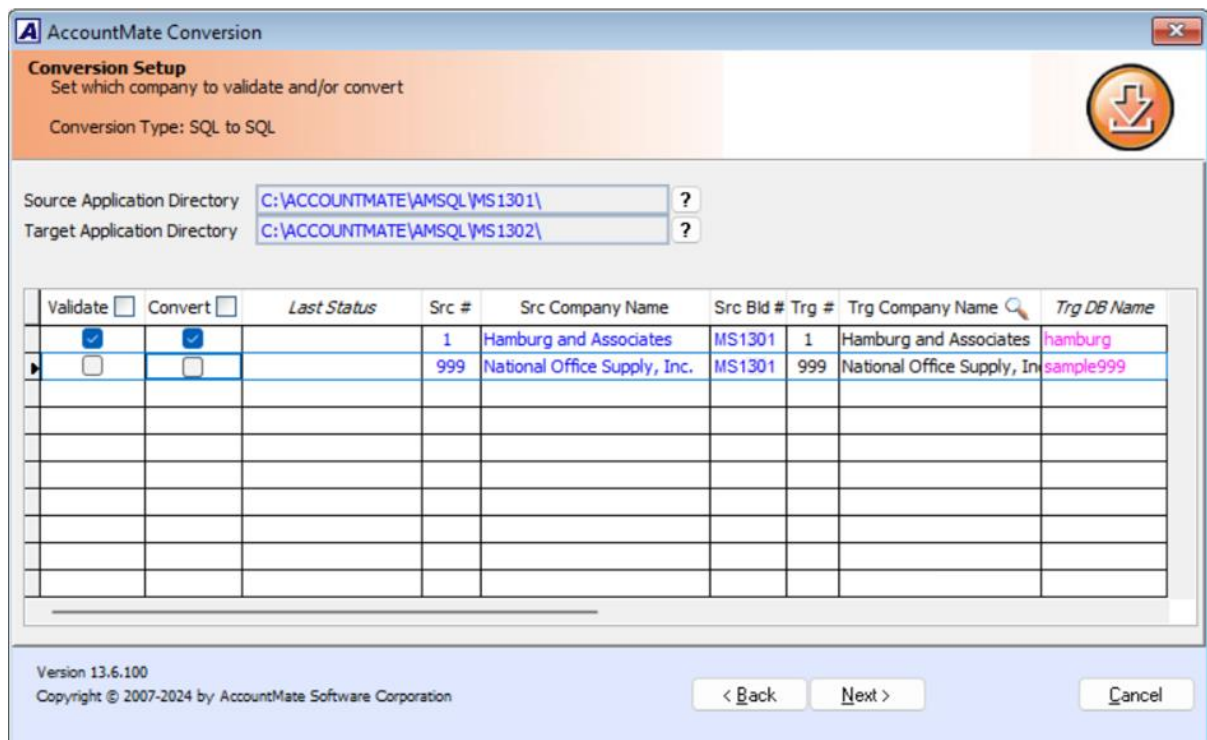 AccountMate Conversion
Conversion Setup
Set which company to validate and/or convert
Conversion Type: SQL to SQL
Source Application Directory C:\ACCOUNTMATE\AMSQL\MS1301\ ?
Target Application Directory C:\ACCOUNTMATE\AMSQL\MS1302\ ?
Validate Convert Last Status Src # Src Company Name Src Bld # Trg # Trg Company Name Trg DB Name
1 Hamburg and Associates MS1301 1 Hamburg and Associates hamburg
999 National Office Supply, Inc. MS1301 999 National Office Supply, In sample999
Version 13.6.100
Copyright © 2007-2024 by AccountMate Software Corporation
< Back Next > Cancel